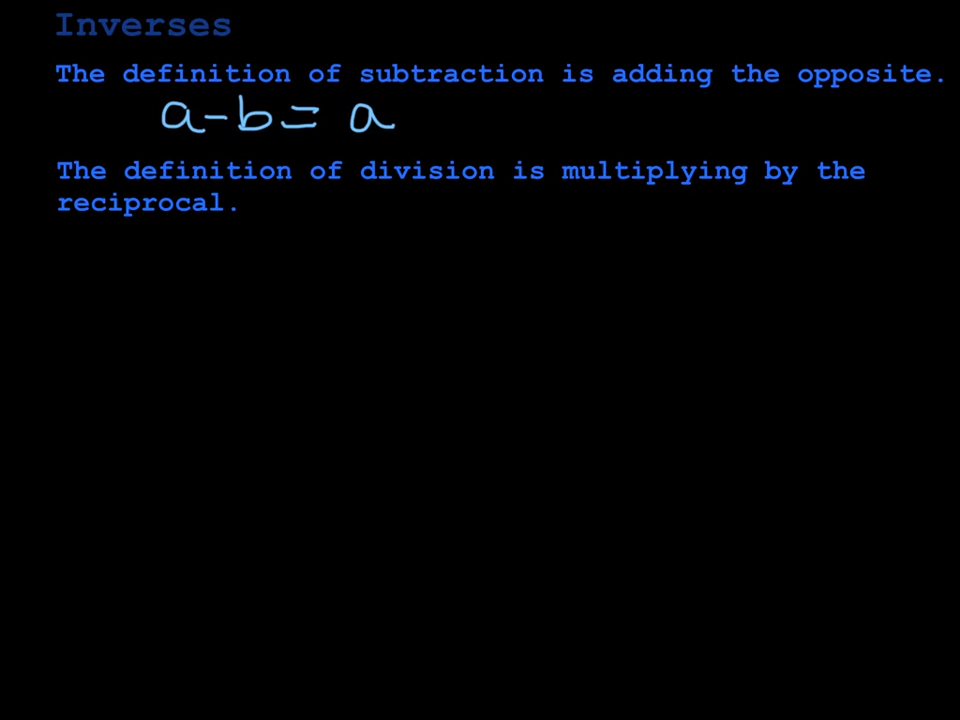 Inverses
The definition of subtraction is adding the opposite.
a-b= a
The definition of division is multiplying by the
reciprocal.